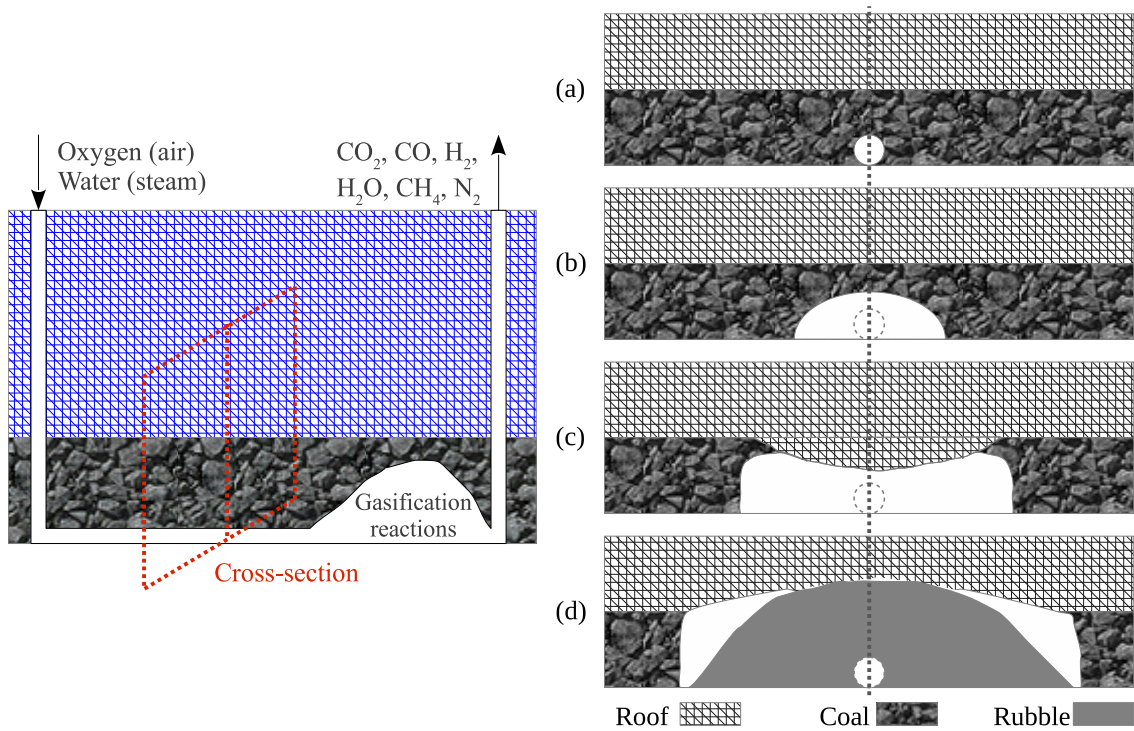 Oxygen (air)
Water (steam)
CO2, CO, H2,
H2O, CH4, N2
Gasification
reactions
Cross-section
(a)
(b)
(c)
(d)
Roof
Coal
Rubble